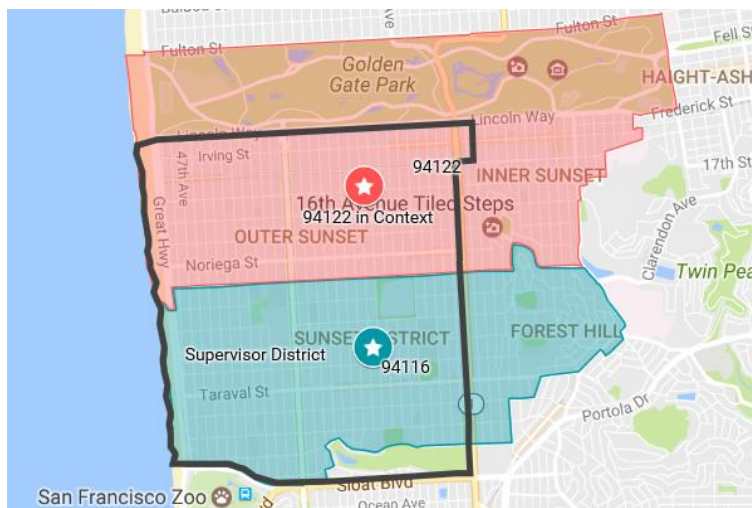 Fulton St
Fulton St
Ave
Fell St
Golden
Gate Park
HAIGHT-ASH
Frederick St
Lincoln Way
Lincoln Way
Irving St
47th Ave
94122
17th St
INNER SUNSET
16th Avenue Tiled Steps
94122 in Context
Great Hwy
OUTER SUNSET
Clarendon Ave
Noriega St
Twin Pea
SUNSET DISTRICT
FOREST HILL
Supervisor District
94116
Taraval St
Portola Dr
Sloat Blvd
San Francisco Zoo
Ocean Ave